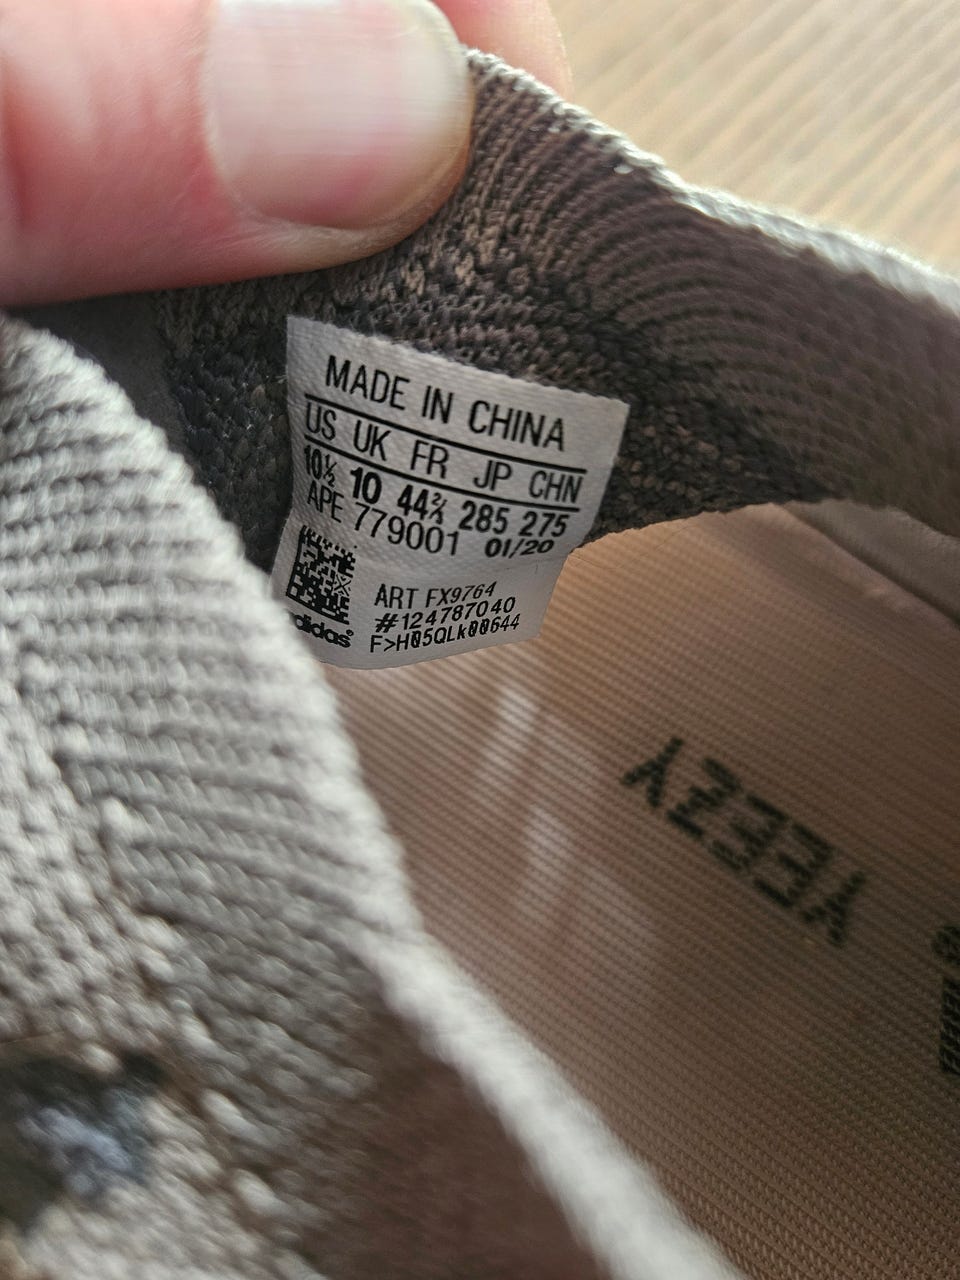 MADE IN CHINA
US UK FR JP CHN
10½ 10 44⅔ 285 275
APE 779001 01/20
ART FX9764
#124787040
adidas® F>H05QLk00644
YEEZY